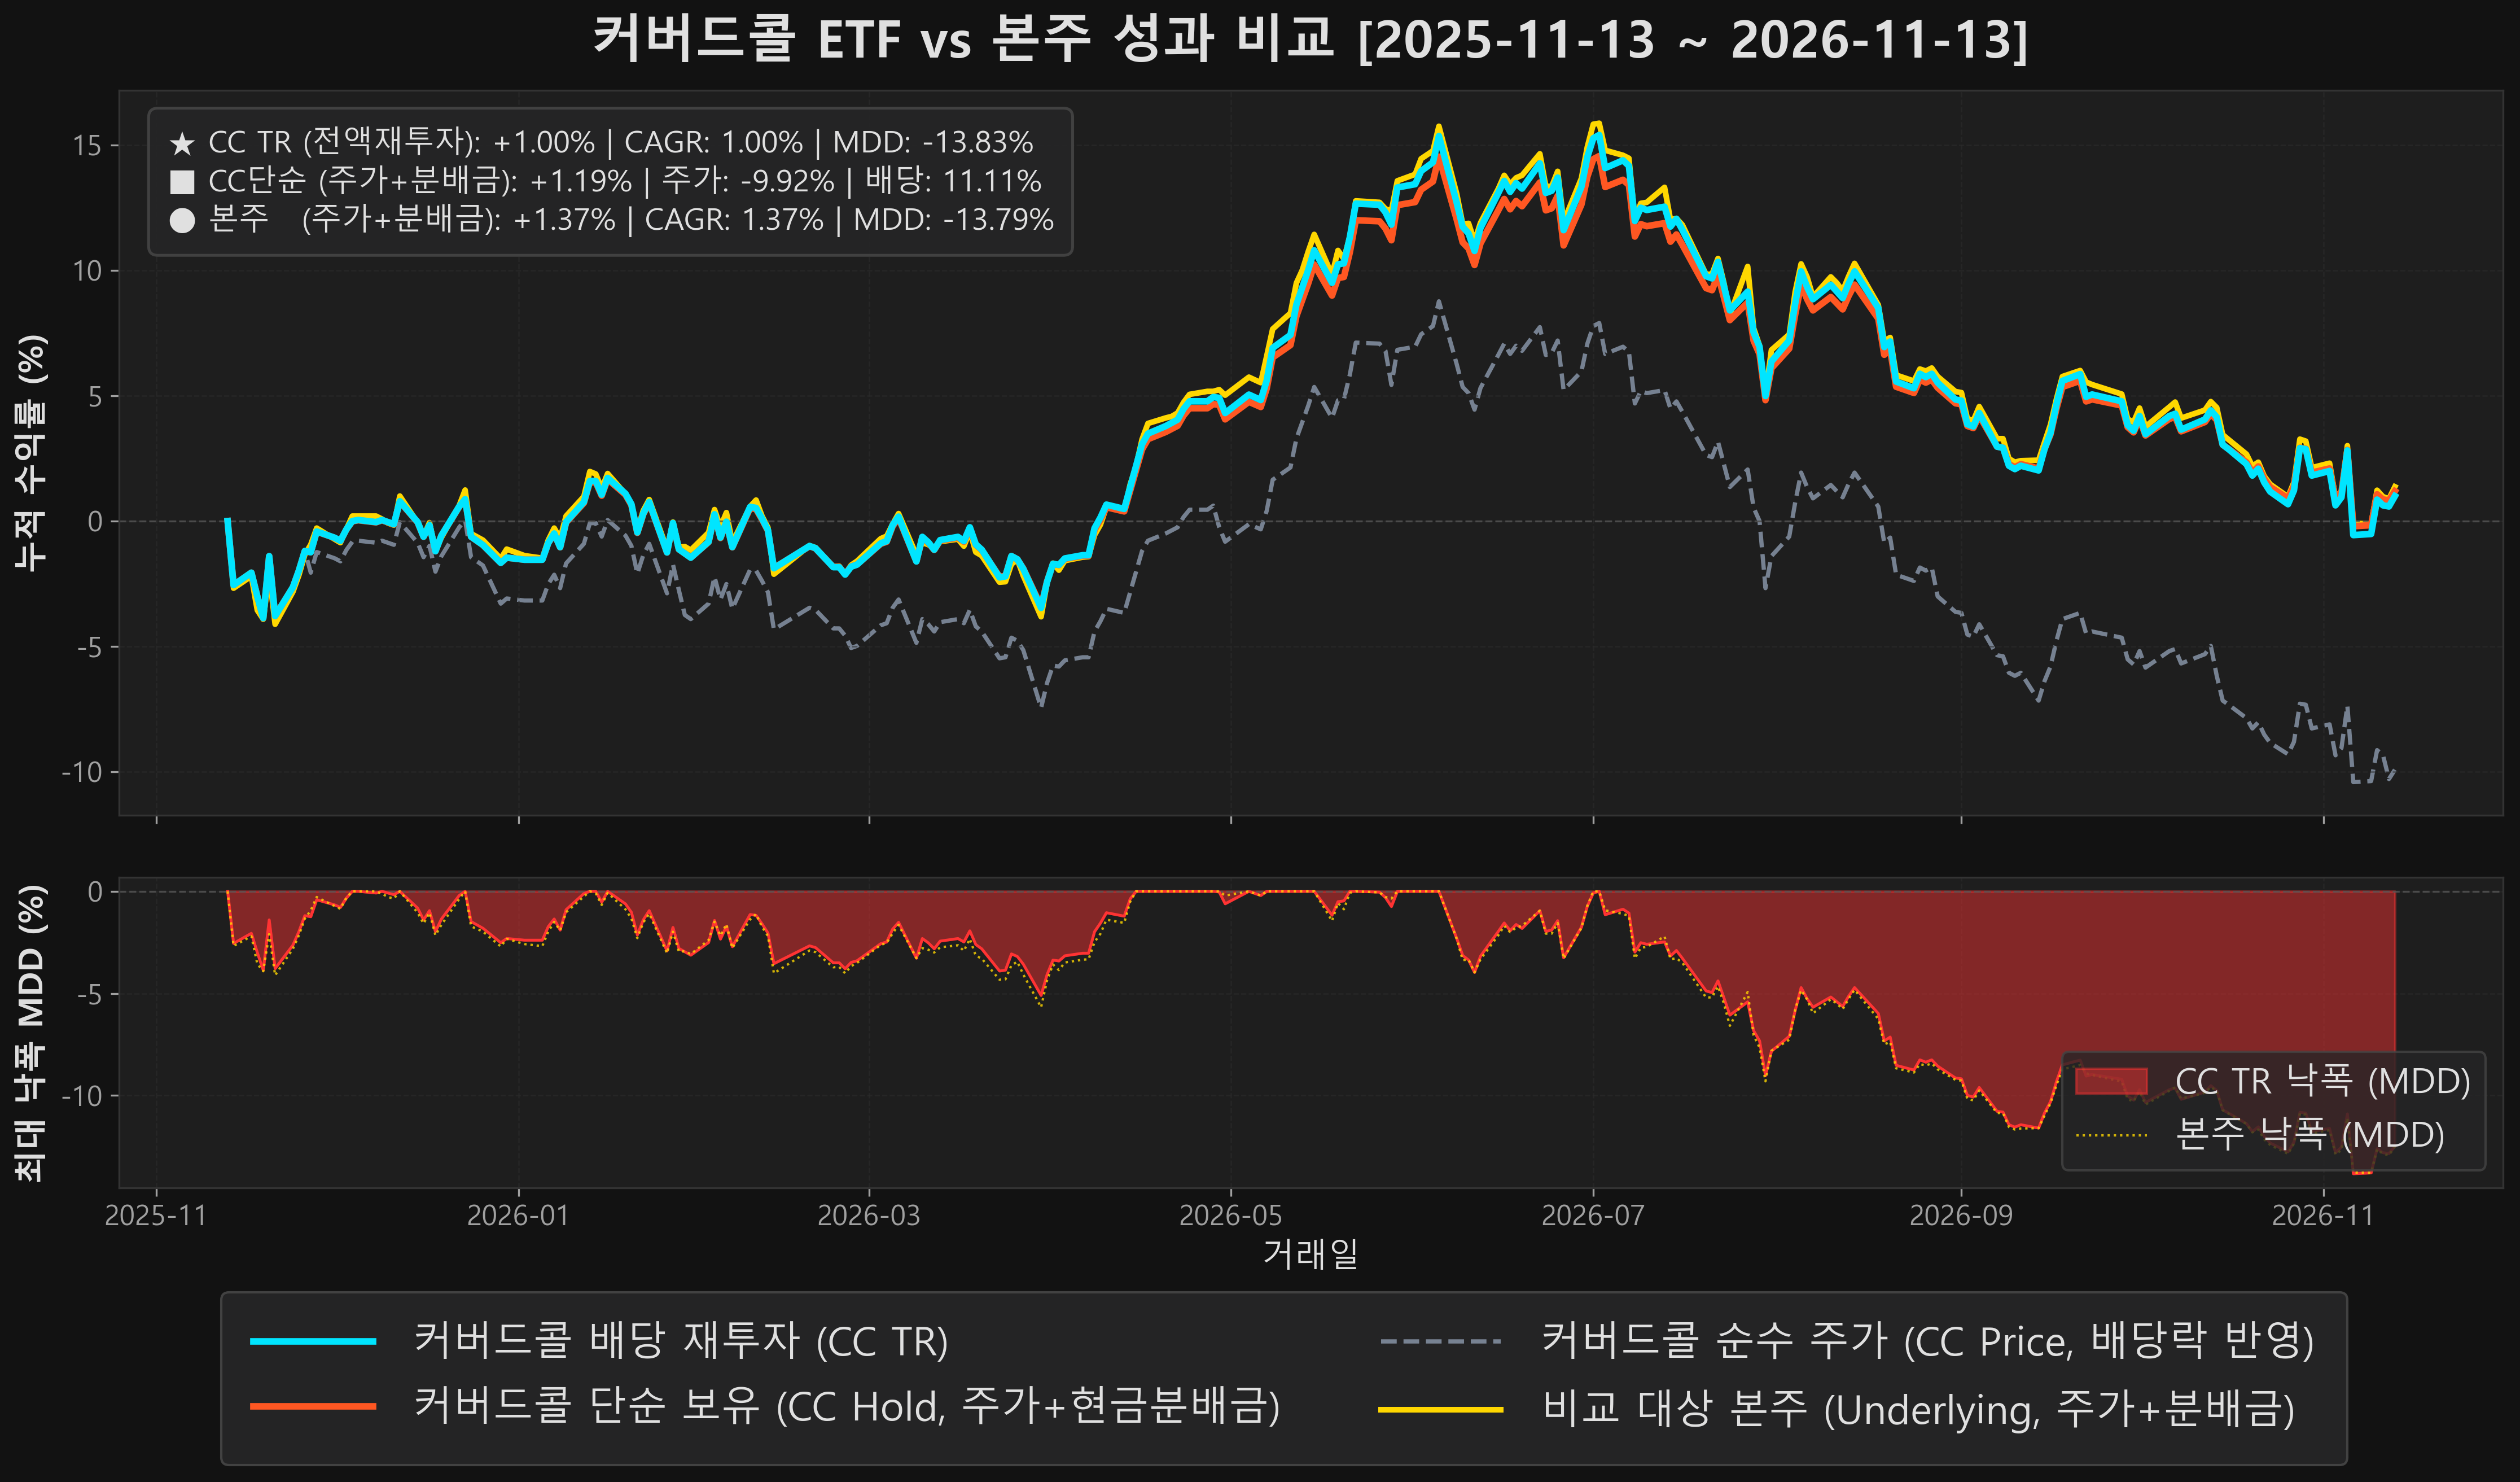 커버드콜 ETF vs 본주 성과 비교 [2025-11-13 ~ 2026-11-13]
★ CC TR (전액재투자): +1.00% | CAGR: 1.00% | MDD: -13.83%
■ CC단순 (주가+분배금): +1.19% | 주가: -9.92% | 배당: 11.11%
● 본주 (주가+분배금): +1.37% | CAGR: 1.37% | MDD: -13.79%
누적 수익률 (%)
15
10
5
0
-5
-10
최대 낙폭 MDD (%)
0
-5
-10
CC TR 낙폭 (MDD)
본주 낙폭 (MDD)
2025-11 2026-01 2026-03 2026-05 2026-07 2026-09 2026-11
거래일
커버드콜 배당 재투자 (CC TR)
커버드콜 단순 보유 (CC Hold, 주가+현금분배금)
커버드콜 순수 주가 (CC Price, 배당락 반영)
비교 대상 본주 (Underlying, 주가+분배금)